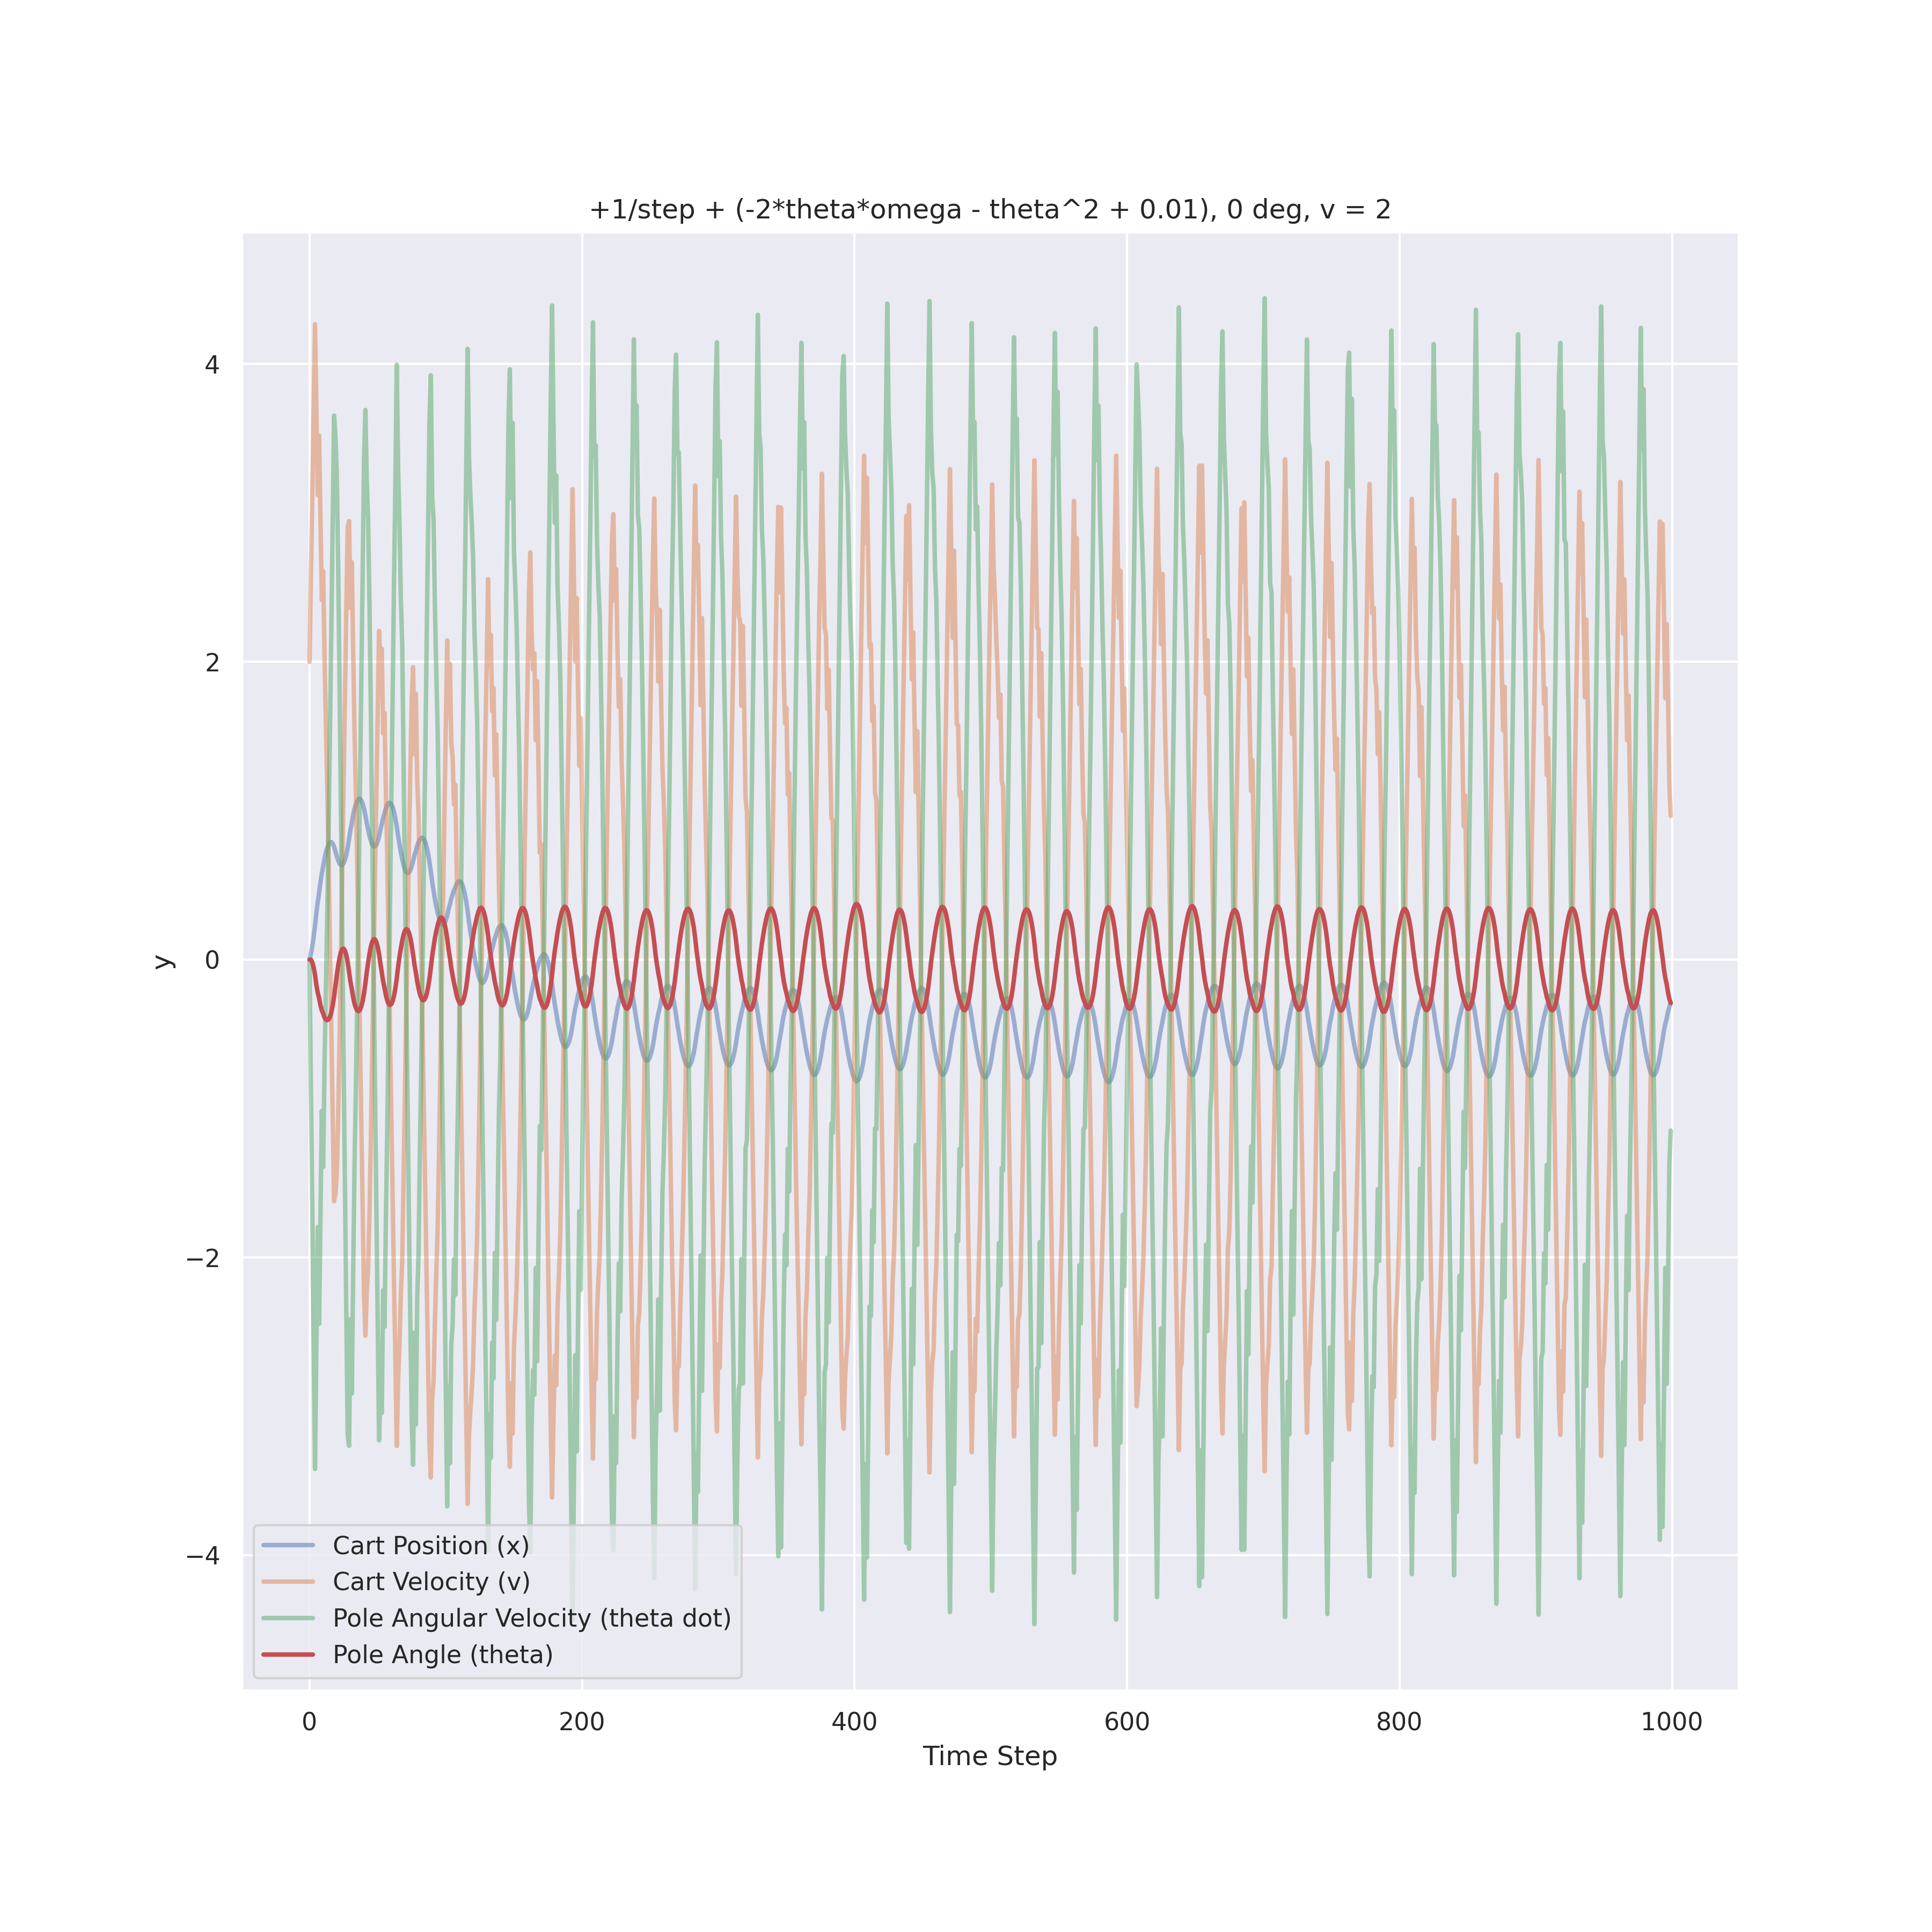 +1/step + (-2*theta*omega - theta^2 + 0.01), 0 deg, v = 2
4
2
0
−2
−4
y
Cart Position (x)
Cart Velocity (v)
Pole Angular Velocity (theta dot)
Pole Angle (theta)
0 200 400 600 800 1000
Time Step